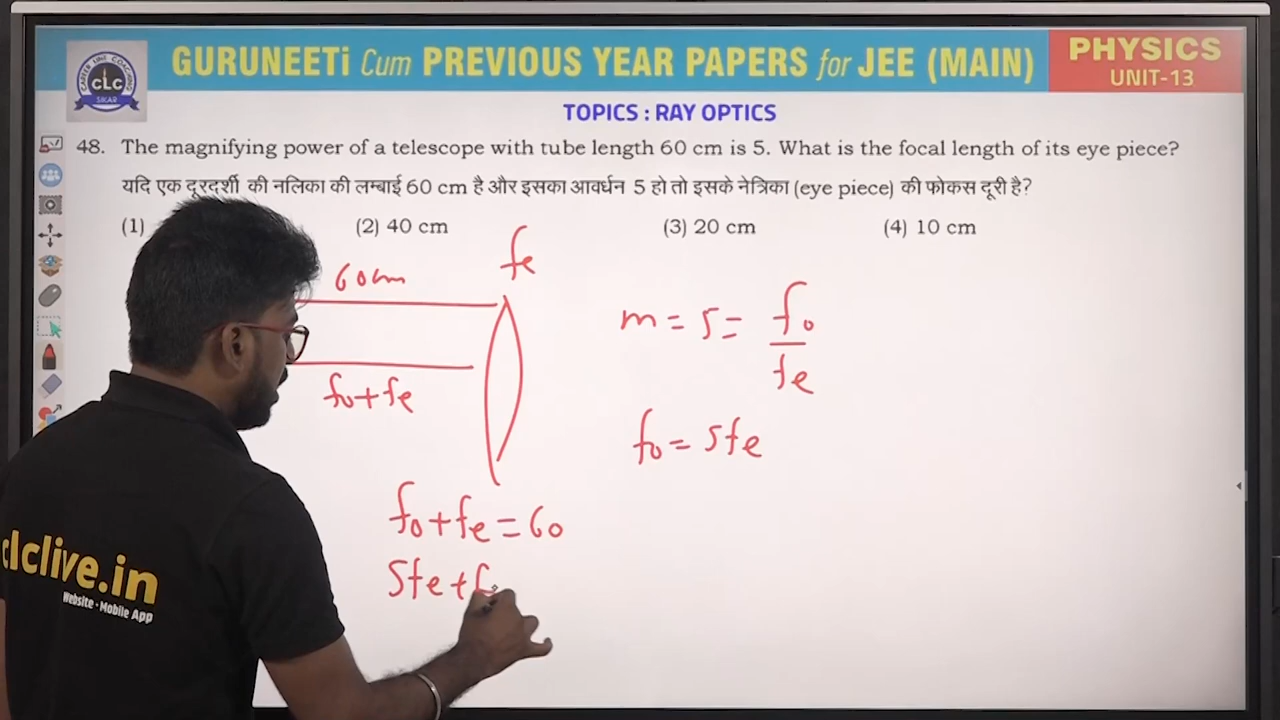 GURUNEETi Cum PREVIOUS YEAR PAPERS for JEE (MAIN)
PHYSICS
UNIT-13
CLC
SIKAR
TOPICS : RAY OPTICS
48. The magnifying power of a telescope with tube length 60 cm is 5. What is the focal length of its eye piece?
यदि एक दूरदर्शी की नलिका की लम्बाई 60 cm है और इसका आवर्धन 5 हो तो इसके नेत्रिका (eye piece) की फोकस दूरी है?
(1) (2) 40 cm (3) 20 cm (4) 10 cm
60cm
fe
m = 5 = fo/fe
fo+fe
fo = 5fe
fo+fe = 60
5fe+f
clclive.in
Website - Mobile App